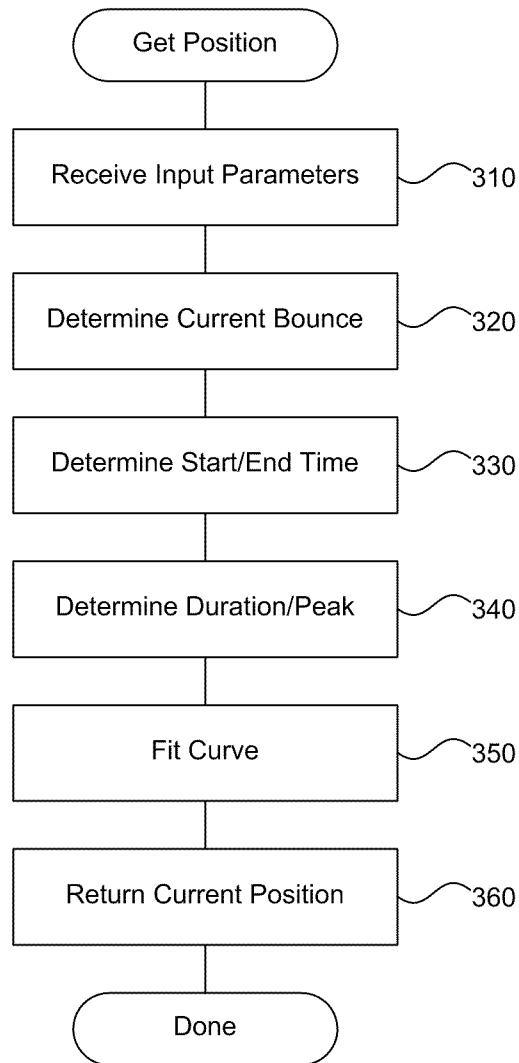 Get Position
Receive Input Parameters
310
Determine Current Bounce
320
Determine Start/End Time
330
Determine Duration/Peak
340
Fit Curve
350
Return Current Position
360
Done